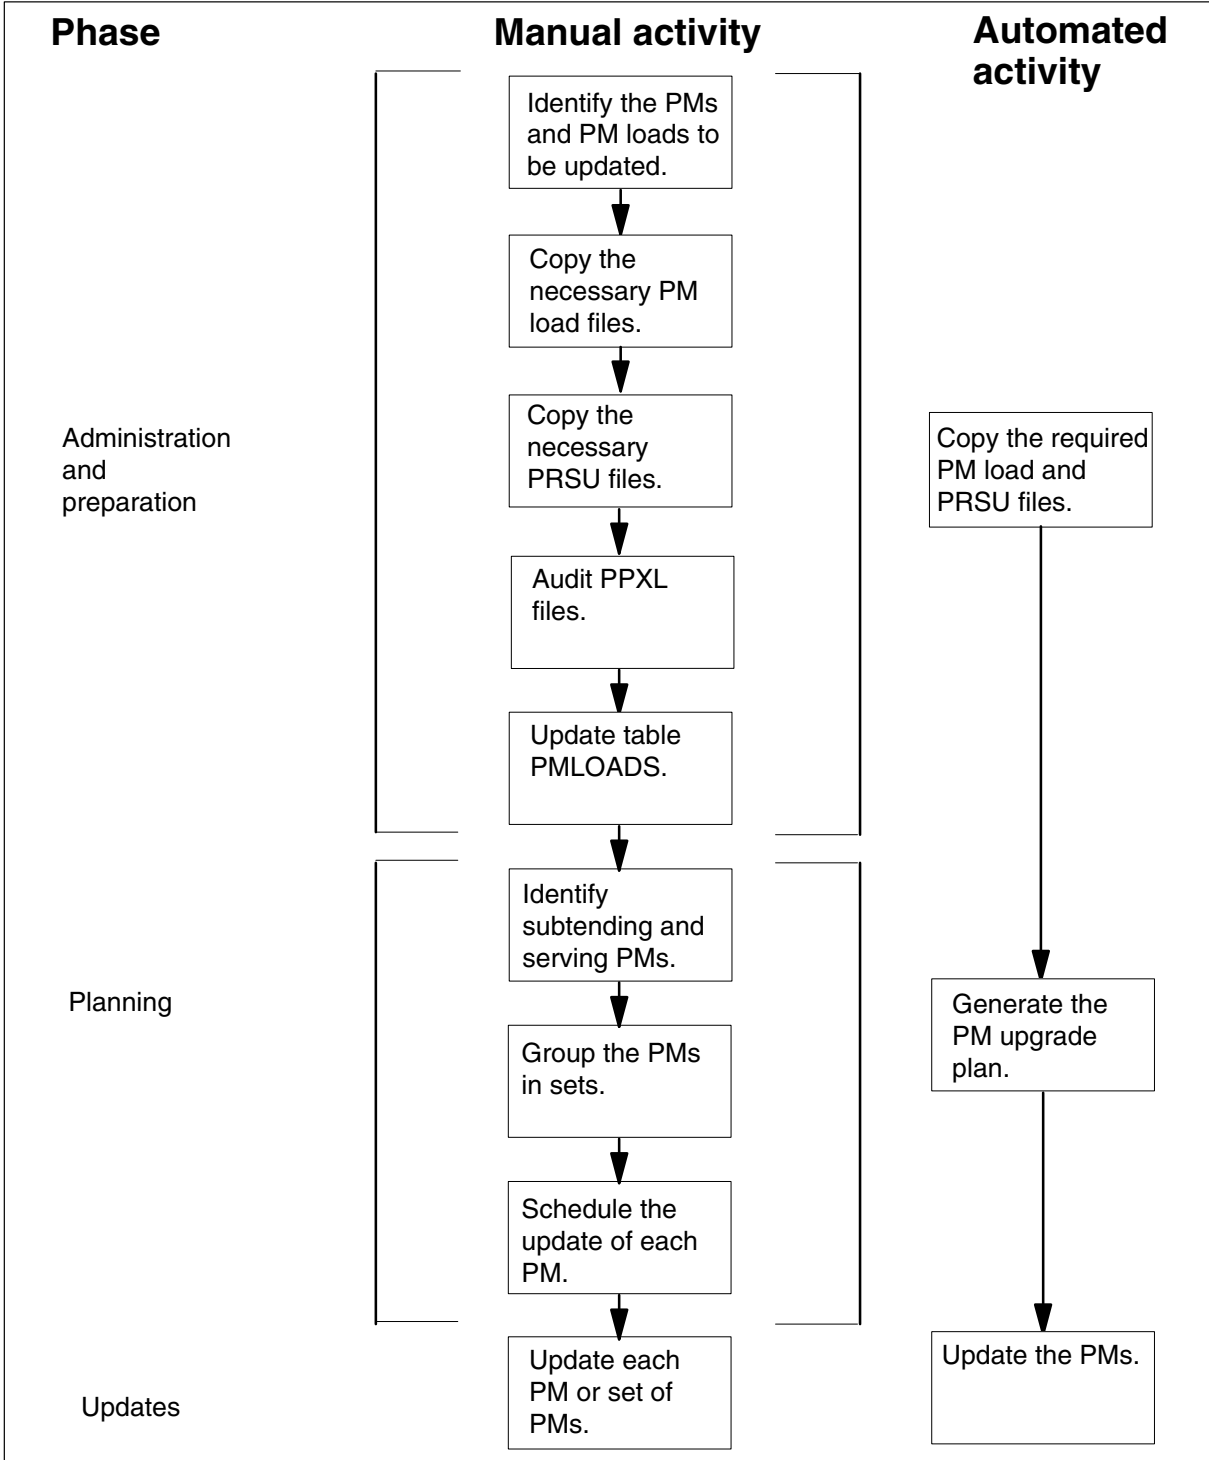 Phase
Manual activity
Automated
activity
Identify the PMs
and PM loads to
be updated.
Copy the
necessary PM
load files.
Administration
and
preparation
Copy the
necessary
PRSU files.
Copy the required
PM load and
PRSU files.
Audit PPXL
files.
Update table
PMLOADS.
Identify
subtending and
serving PMs.
Planning
Group the PMs
in sets.
Generate the
PM upgrade
plan.
Schedule the
update of each
PM.
Updates
Update each
PM or set of
PMs.
Update the PMs.